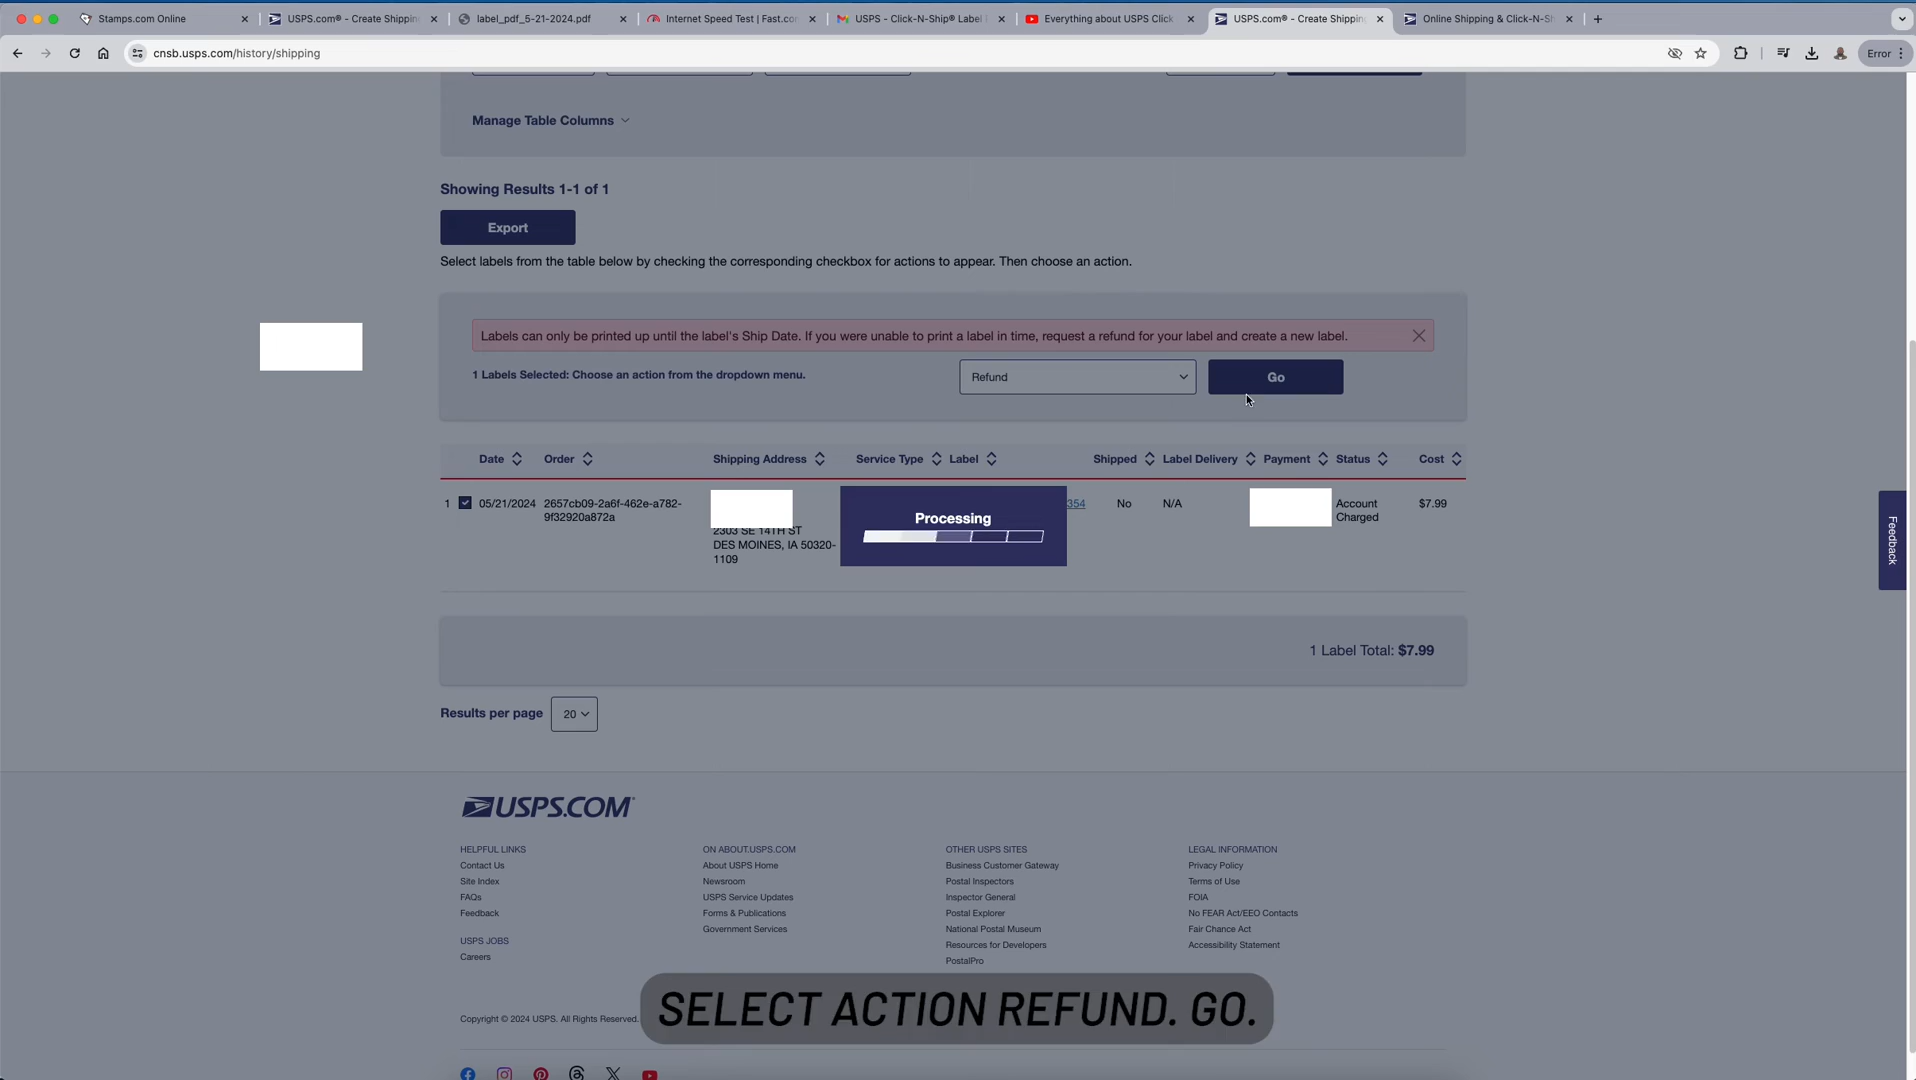 Stamps.com Online
USPS.com® - Create Shippin
label_pdf_5-21-2024.pdf
Internet Speed Test | Fast.co
USPS - Click-N-Ship® Label
Everything about USPS Click
USPS.com® - Create Shippin
Online Shipping & Click-N-Sh
cnsb.usps.com/history/shipping
Error
Manage Table Columns
Showing Results 1-1 of 1
Export
Select labels from the table below by checking the corresponding checkbox for actions to appear. Then choose an action.
Labels can only be printed up until the label's Ship Date. If you were unable to print a label in time, request a refund for your label and create a new label.
1 Labels Selected: Choose an action from the dropdown menu.
Refund
Go
Date Order Shipping Address Service Type Label Shipped Label Delivery Payment Status Cost
1 05/21/2024 2657cb09-2a6f-462e-a782-9f32920a872a
2303 SE 14TH ST
DES MOINES, IA 50320-
1109
Processing
354
No
N/A
Account
Charged
$7.99
Feedback
1 Label Total: $7.99
Results per page 20
USPS.COM®
HELPFUL LINKS
Contact Us
Site Index
FAQs
Feedback
USPS JOBS
Careers
ON ABOUT.USPS.COM
About USPS Home
Newsroom
USPS Service Updates
Forms & Publications
Government Services
OTHER USPS SITES
Business Customer Gateway
Postal Inspectors
Inspector General
Postal Explorer
National Postal Museum
Resources for Developers
PostalPro
LEGAL INFORMATION
Privacy Policy
Terms of Use
FOIA
No FEAR Act/EEO Contacts
Fair Chance Act
Accessibility Statement
Copyright © 2024 USPS. All Rights Reserved.
SELECT ACTION REFUND. GO.